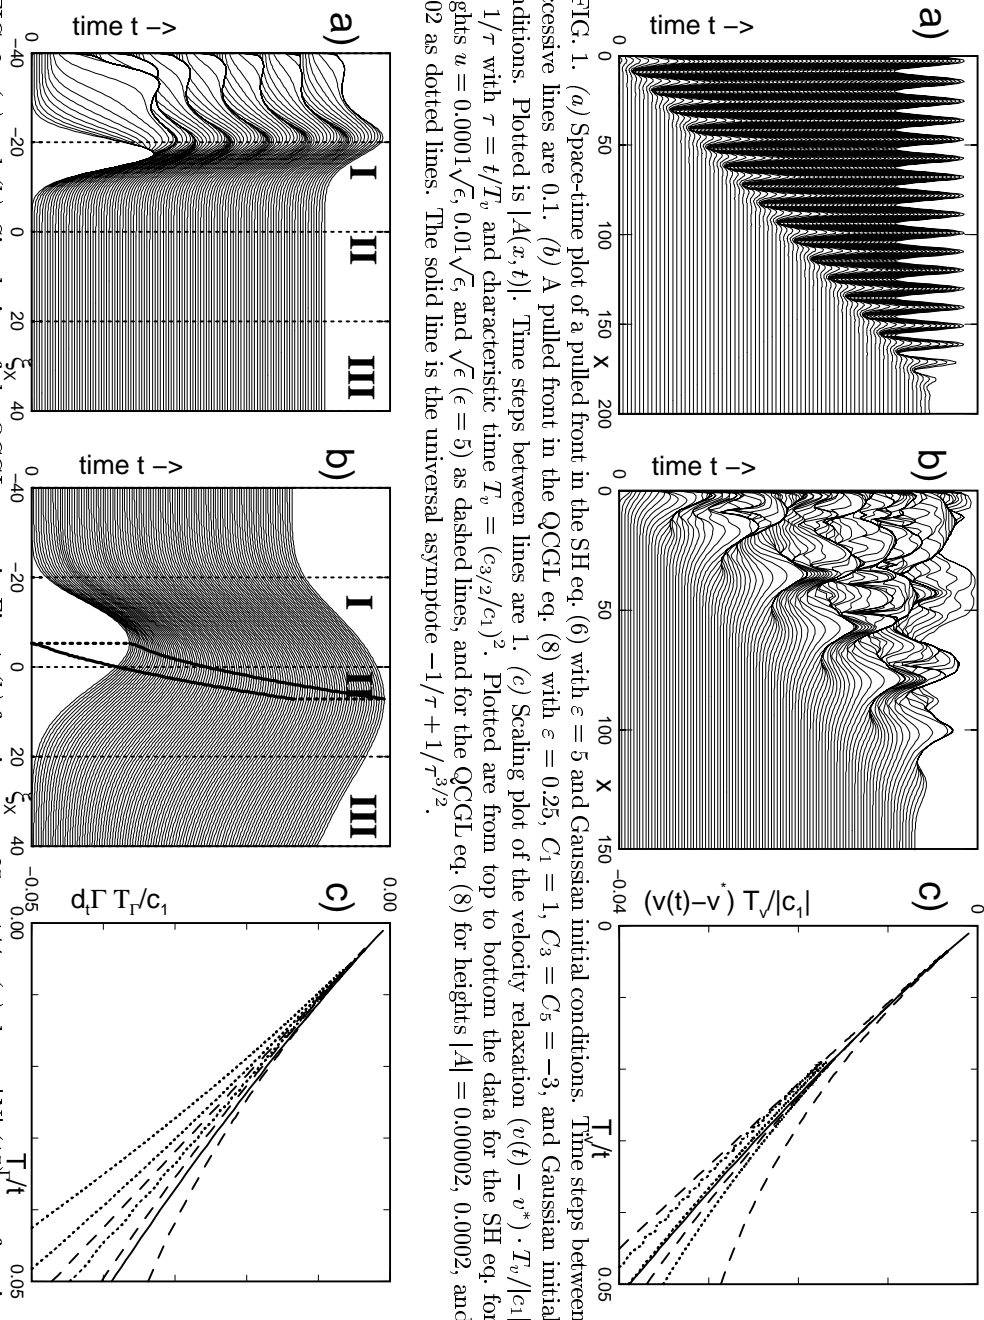 a)
time t −>
0
0
50
100
150
x
200
b)
time t −>
0
0
50
100
x
150
c)
(v(t)−v*) Tv/|c1|
0
−0.04
0
Tv/t
0.05
FIG. 1. (a) Space-time plot of a pulled front in the SH eq. (6) with ε = 5 and Gaussian initial conditions. Time steps between
ccessive lines are 0.1. (b) A pulled front in the QCGL eq. (8) with ε = 0.25, C1 = 1, C3 = C5 = −3, and Gaussian initial
nditions. Plotted is |A(x, t)|. Time steps between lines are 1. (c) Scaling plot of the velocity relaxation (v(t) − v*) · Tv/|c1|
1/τ with τ = t/Tv and characteristic time Tv = (c3/2/c1)². Plotted are from top to bottom the data for the SH eq. for
ghts u = 0.0001√ϵ, 0.01√ϵ, and √ϵ (ϵ = 5) as dashed lines, and for the QCGL eq. (8) for heights |A| = 0.00002, 0.0002, and
02 as dotted lines. The solid line is the universal asymptote −1/τ + 1/τ^3/2.
a)
time t −>
0
I
II
III
−40
−20
0
20
ξx
40
b)
time t −>
0
I
II
III
−40
−20
0
20
ξx
40
c)
dtΓ TΓ/c1
0.00
−0.05
0.00
TΓ/t
0.05